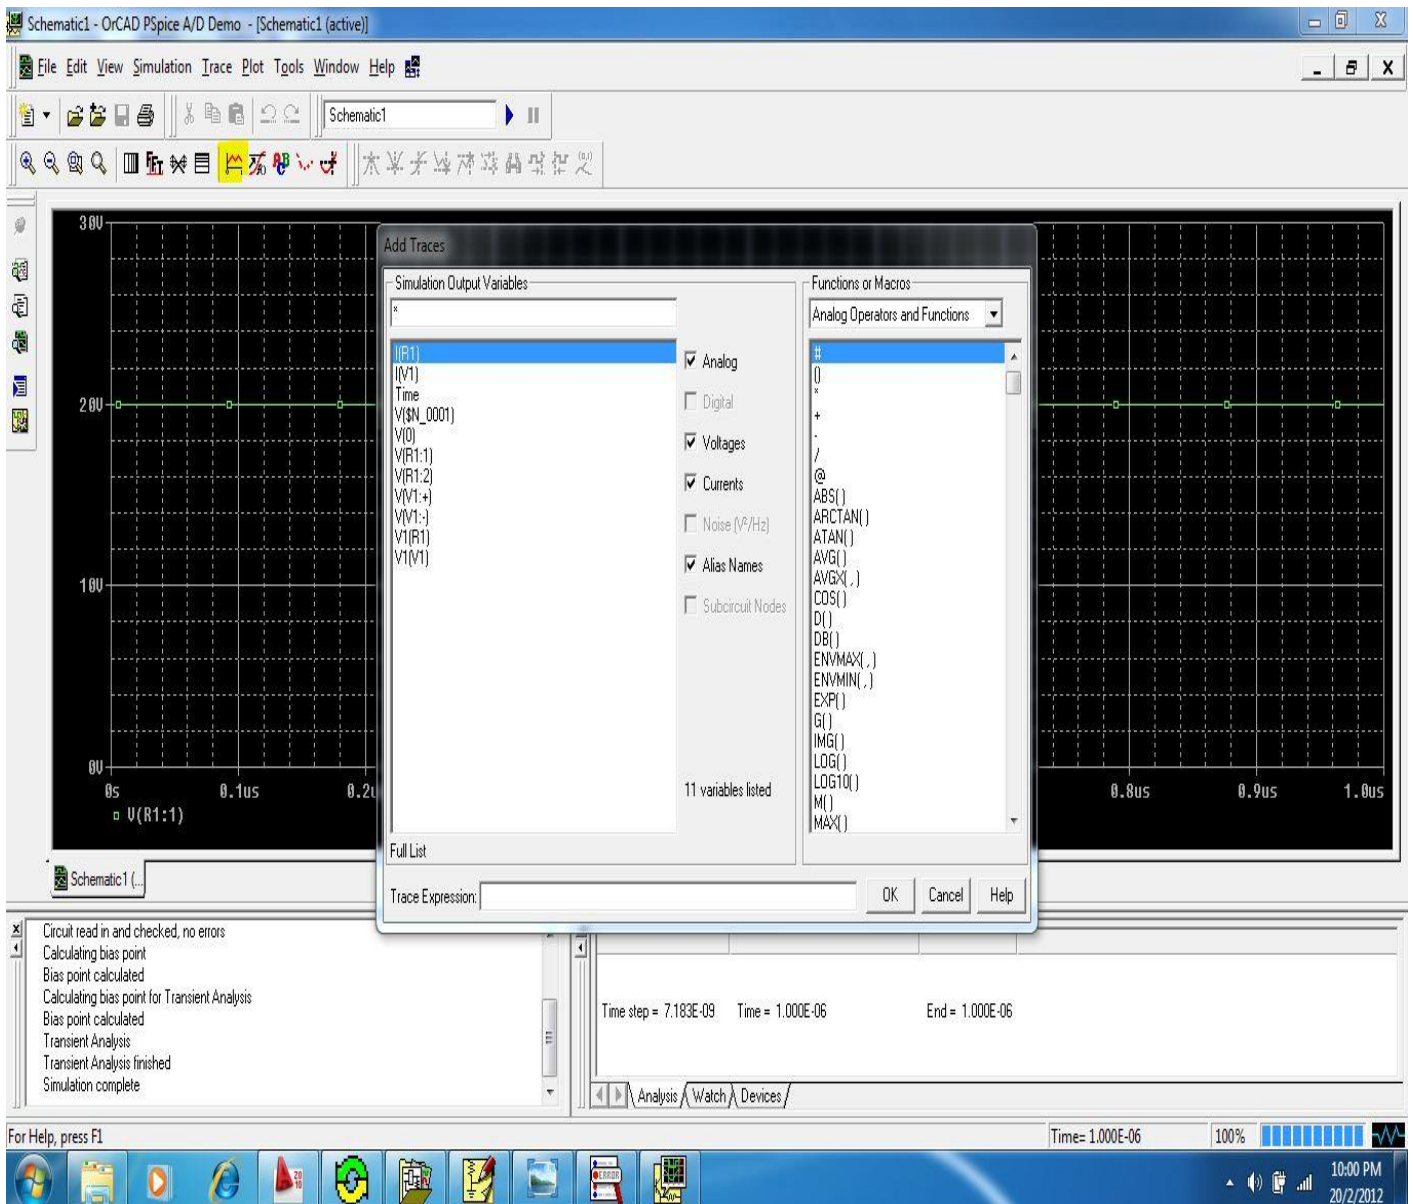 Schematic1 - OrCAD PSpice A/D Demo - [Schematic1 (active)]
File Edit View Simulation Trace Plot Tools Window Help
Schematic1
30V
20V
10V
0V
0s 0.1us 0.8us 0.9us 1.0us
V(R1:1)
Add Traces
Simulation Output Variables
*
I(R1)
I(V1)
Time
V($N_0001)
V(0)
V(R1:1)
V(R1:2)
V(V1:+)
V(V1:-)
V1(R1)
V1(V1)
Full List
Analog
Digital
Voltages
Currents
Noise (V²/Hz)
Alias Names
Subcircuit Nodes
11 variables listed
Functions or Macros
Analog Operators and Functions
#
()
*
+
-
/
@
ABS()
ARCTAN()
ATAN()
AVG()
AVGX(,)
COS()
D()
DB()
ENVMAX(,)
ENVMIN(,)
EXP()
G()
IMG()
LOG()
LOG10()
M()
MAX()
Trace Expression:
OK Cancel Help
Schematic1 (...
Circuit read in and checked, no errors
Calculating bias point
Bias point calculated
Calculating bias point for Transient Analysis
Bias point calculated
Transient Analysis
Transient Analysis finished
Simulation complete
Time step = 7.183E-09 Time = 1.000E-06 End = 1.000E-06
Analysis Watch Devices
For Help, press F1
Time= 1.000E-06 100%
10:00 PM
20/2/2012